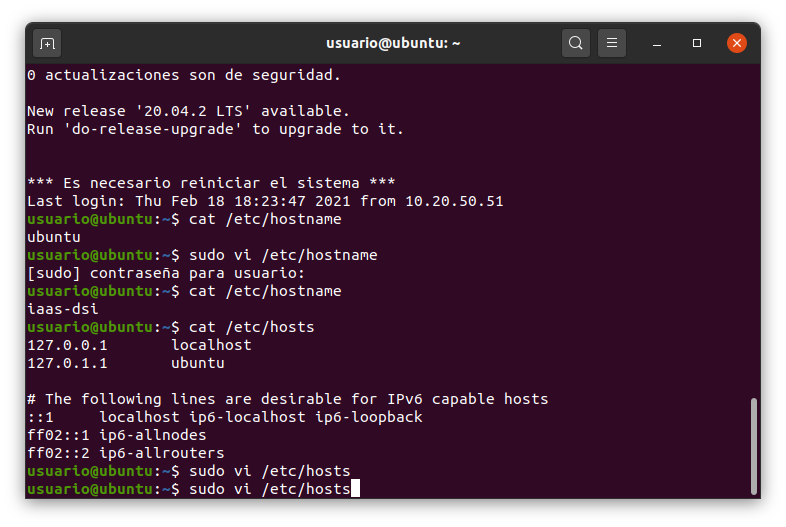 usuario@ubuntu: ~
0 actualizaciones son de seguridad.
New release '20.04.2 LTS' available.
Run 'do-release-upgrade' to upgrade to it.
*** Es necesario reiniciar el sistema ***
Last login: Thu Feb 18 18:23:47 2021 from 10.20.50.51
usuario@ubuntu:~$ cat /etc/hostname
ubuntu
usuario@ubuntu:~$ sudo vi /etc/hostname
[sudo] contraseña para usuario:
usuario@ubuntu:~$ cat /etc/hostname
iaas-dsi
usuario@ubuntu:~$ cat /etc/hosts
127.0.0.1       localhost
127.0.1.1       ubuntu
# The following lines are desirable for IPv6 capable hosts
::1     localhost ip6-localhost ip6-loopback
ff02::1 ip6-allnodes
ff02::2 ip6-allrouters
usuario@ubuntu:~$ sudo vi /etc/hosts
usuario@ubuntu:~$ sudo vi /etc/hosts